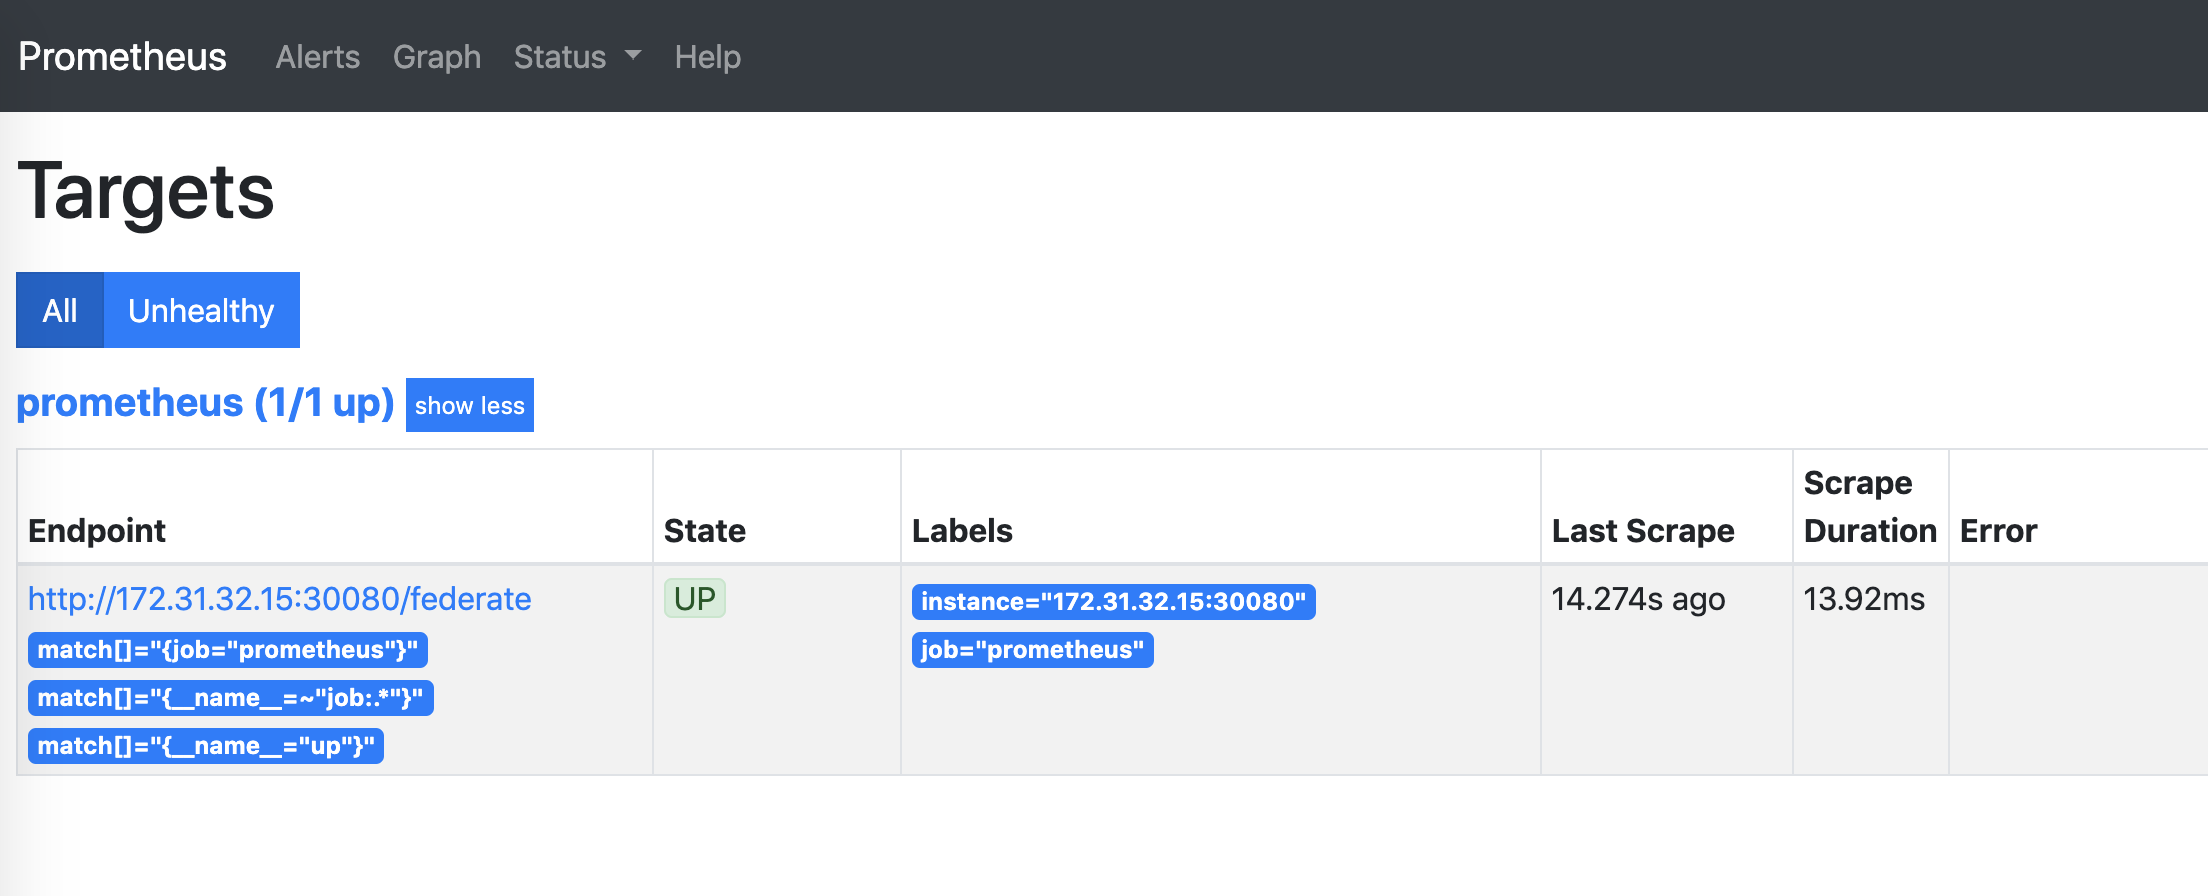 Prometheus Alerts Graph Status Help
Targets
All Unhealthy
prometheus (1/1 up) show less
Endpoint State Labels Last Scrape Scrape Duration Error
http://172.31.32.15:30080/federate UP instance="172.31.32.15:30080" 14.274s ago 13.92ms
match[]="{job="prometheus"}" job="prometheus"
match[]="{__name__=~"job:.*"}"
match[]="{__name__="up"}"